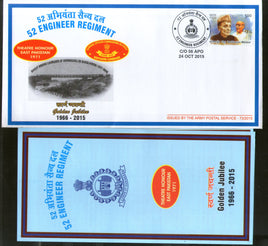 52 अभियंता सैन्य दल
52 ENGINEER REGIMENT
THEATRE HONOUR
EAST PAKISTAN
1971
C/O 56 APO
24 OCT 2015
स्वर्ण जयन्ती
Golden Jubilee
1966 - 2015
ISSUED BY THE ARMY POSTAL SERVICE
52 अभियंता सैन्य दल
52 ENGINEER REGIMENT
THEATRE HONOUR
EAST PAKISTAN
1971
स्वर्ण जयन्ती
Golden Jubilee
1966 - 2015